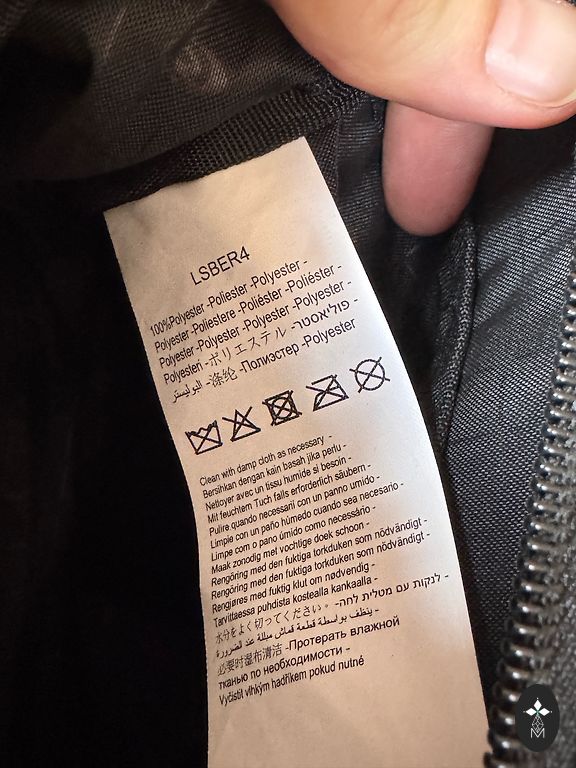 LSBER4
100%Polyester -Poliester -Polyester -
Polyester -Poliestere -Poliéster -Poliéster -
Polyester -Polyester -Polyester -Polyester -
Polyesteri -ポリエステル -פוליאסטר -
البوليستر -涤纶 -Полиэстер -Polyester
Clean with damp cloth as necessary -
Bersihkan dengan kain basah jika perlu -
Nettoyer avec un tissu humide si besoin -
Mit feuchtem Tuch falls erforderlich säubern -
Pulire quando necessaril con un panno umido -
Limpie con un paño húmedo cuando sea necesario -
Limpe com o pano úmido como necessàrio -
Maak zonodig met vochtige doek schoon -
Rengöring med den fuktiga torkduken som nödvändigt -
Rengöring med den fuktiga torkduken som nödvändigt -
Rengjøres med fuktig klut om nødvendig -
Tarvittaessa puhdista kostealla kankaalla -
水分をよく切ってください。-לנקות עם מטלית לחה -
ينظف بواسطة قطعة قماش مبللة عند الضرورة -
必要时湿布清洁 -Протерать влажной
тканью по необходимости -
Vyčistit vlhkým hadříkem pokud nutné
M